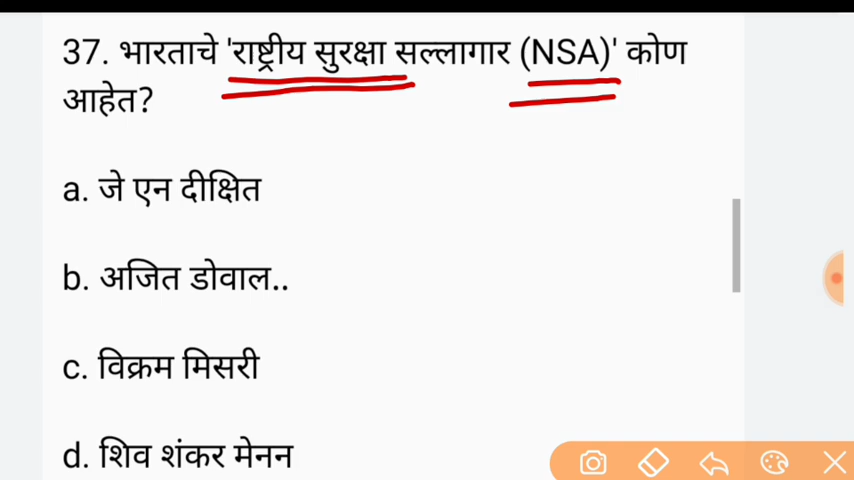 37. भारताचे 'राष्ट्रीय सुरक्षा सल्लागार (NSA)' कोण
आहेत?
a. जे एन दीक्षित
b. अजित डोवाल..
c. विक्रम मिसरी
d. शिव शंकर मेनन